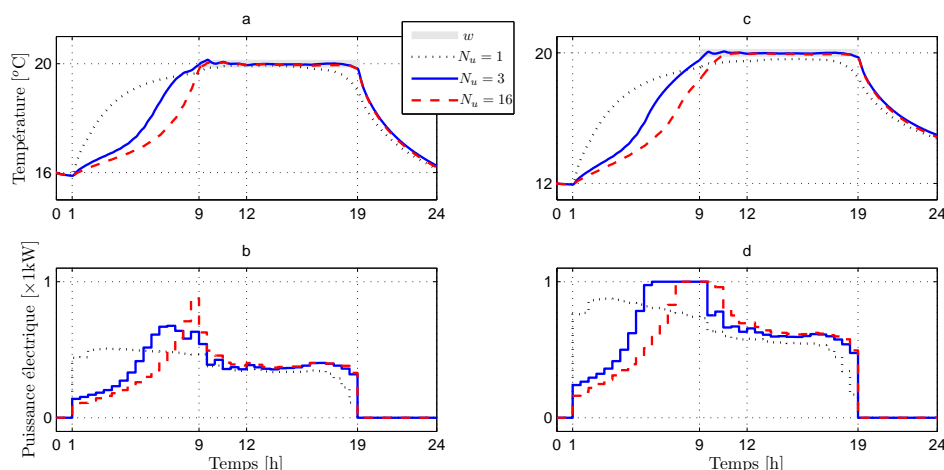 a
c
Température [°C]
20
16
0 1 9 12 19 24
w
N_u = 1
N_u = 3
N_u = 16
20
12
0 1 9 12 19 24
b
d
Puissance électrique [×1kW]
1
0
0 1 9 12 19 24
Temps [h]
1
0
0 1 9 12 19 24
Temps [h]